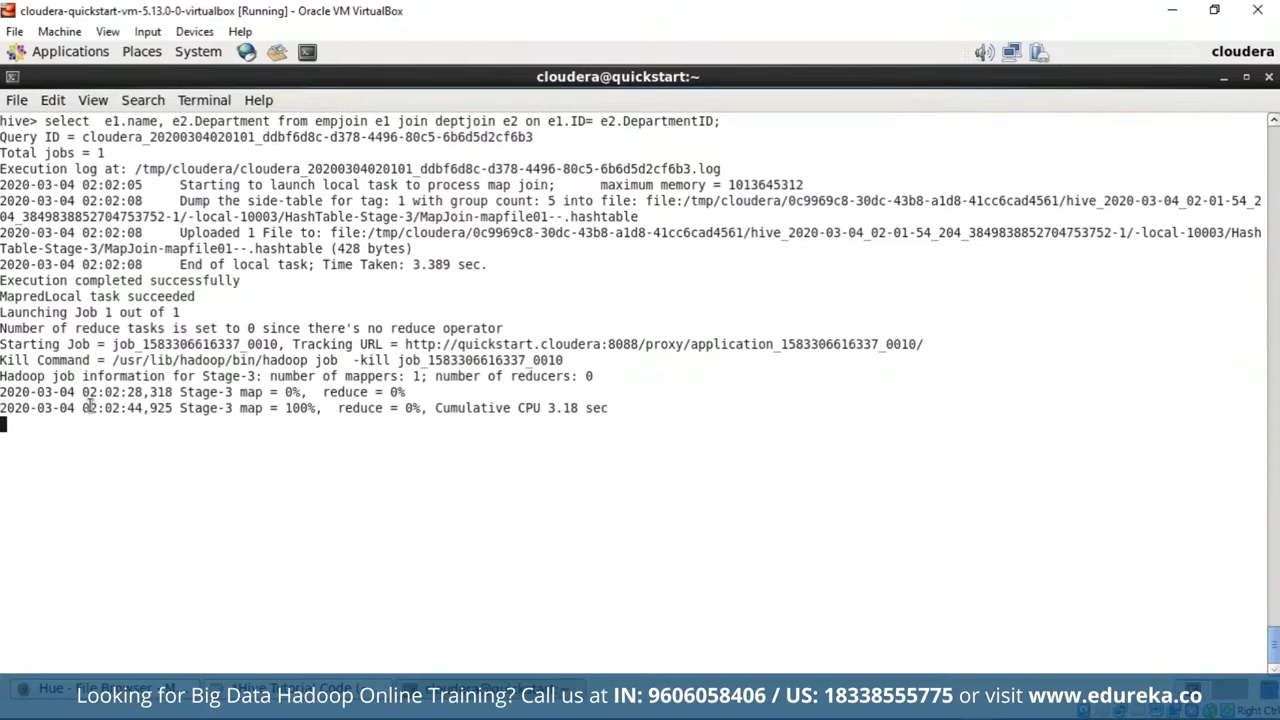 cloudera-quickstart-vm-5.13.0-0-virtualbox [Running] - Oracle VM VirtualBox
File Machine View Input Devices Help
Applications Places System cloudera
cloudera@quickstart:~
File Edit View Search Terminal Help
hive> select  e1.name, e2.Department from empjoin e1 join deptjoin e2 on e1.ID= e2.DepartmentID;
Query ID = cloudera_20200304020101_ddbf6d8c-d378-4496-80c5-6b6d5d2cf6b3
Total jobs = 1
Execution log at: /tmp/cloudera/cloudera_20200304020101_ddbf6d8c-d378-4496-80c5-6b6d5d2cf6b3.log
2020-03-04 02:02:05     Starting to launch local task to process map join;      maximum memory = 1013645312
2020-03-04 02:02:08     Dump the side-table for tag: 1 with group count: 5 into file: file:/tmp/cloudera/0c9969c8-30dc-43b8-a1d8-41cc6cad4561/hive_2020-03-04_02-01-54_2
04_3849838852704753752-1/-local-10003/HashTable-Stage-3/MapJoin-mapfile01--.hashtable
2020-03-04 02:02:08     Uploaded 1 File to: file:/tmp/cloudera/0c9969c8-30dc-43b8-a1d8-41cc6cad4561/hive_2020-03-04_02-01-54_204_3849838852704753752-1/-local-10003/Hash
Table-Stage-3/MapJoin-mapfile01--.hashtable (428 bytes)
2020-03-04 02:02:08     End of local task; Time Taken: 3.389 sec.
Execution completed successfully
MapredLocal task succeeded
Launching Job 1 out of 1
Number of reduce tasks is set to 0 since there's no reduce operator
Starting Job = job_1583306616337_0010, Tracking URL = http://quickstart.cloudera:8088/proxy/application_1583306616337_0010/
Kill Command = /usr/lib/hadoop/bin/hadoop job  -kill job_1583306616337_0010
Hadoop job information for Stage-3: number of mappers: 1; number of reducers: 0
2020-03-04 02:02:28,318 Stage-3 map = 0%,  reduce = 0%
2020-03-04 02:02:44,925 Stage-3 map = 100%,  reduce = 0%, Cumulative CPU 3.18 sec
Looking for Big Data Hadoop Online Training? Call us at IN: 9606058406 / US: 18338555775 or visit www.edureka.co
Right Ctrl